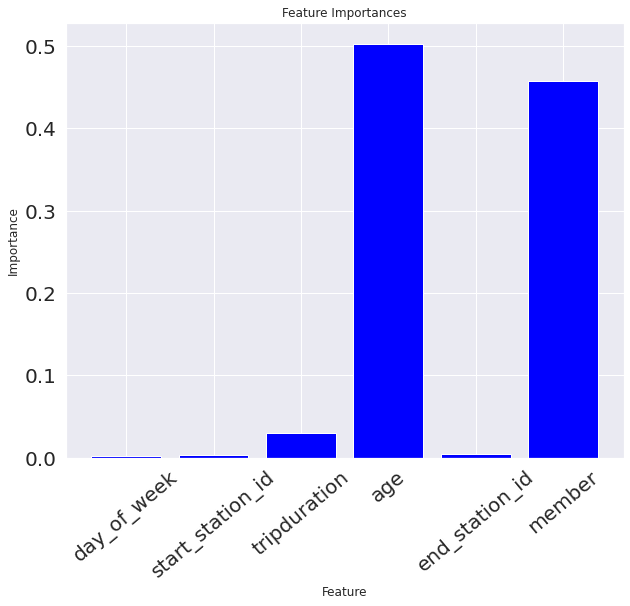 Feature Importances
0.5
0.4
0.3
0.2
0.1
0.0
Importance
day_of_week
start_station_id
tripduration
age
end_station_id
member
Feature